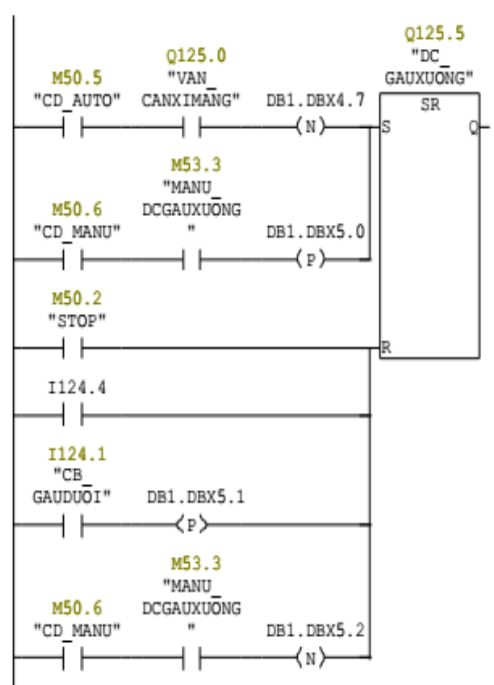 Q125.5
"DC_
GAUXUONG"
SR
S
Q
Q125.0
"VAN_
CANXIMANG"
M50.5
"CD_AUTO"
DB1.DBX4.7
N
M53.3
"MANU_
DCGAUXUONG
"
M50.6
"CD_MANU"
DB1.DBX5.0
P
M50.2
"STOP"
R
I124.4
I124.1
"CB_
GAUDUOI"
DB1.DBX5.1
P
M53.3
"MANU_
DCGAUXUONG
"
M50.6
"CD_MANU"
DB1.DBX5.2
N